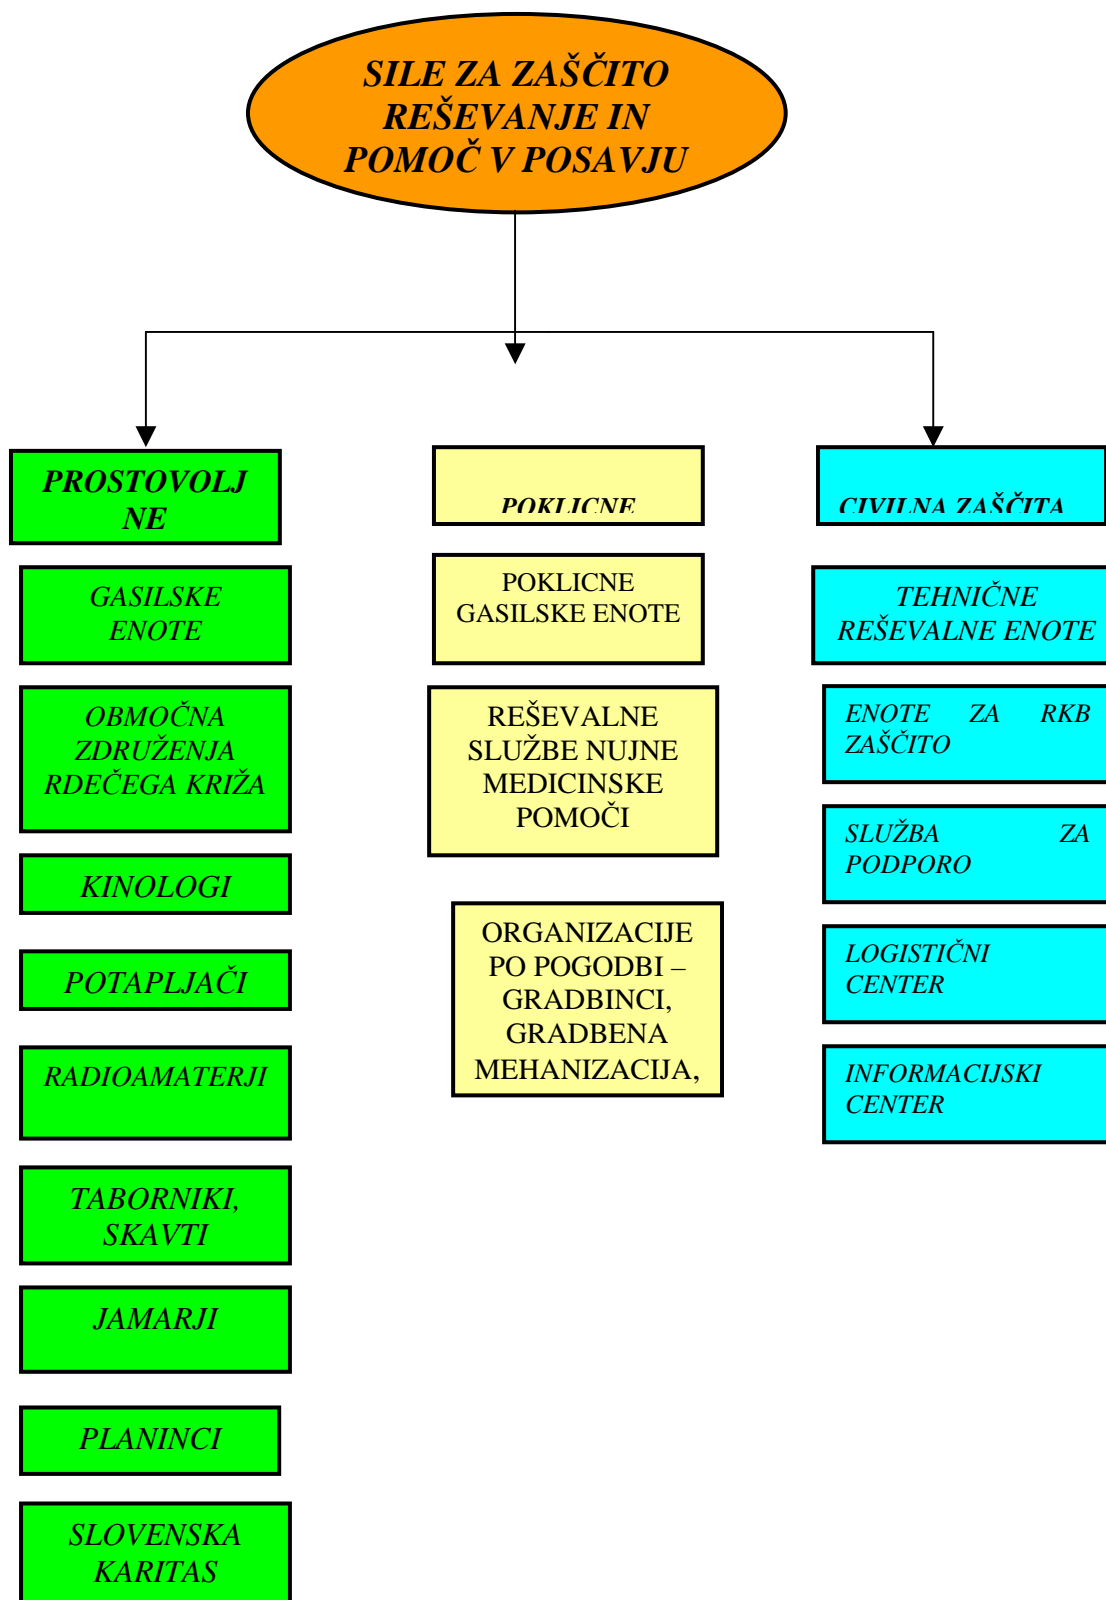 SILE ZA ZAŠČITO
REŠEVANJE IN
POMOČ V POSAVJU
PROSTOVOLJ
NE
GASILSKE
ENOTE
OBMOČNA
ZDRUŽENJA
RDEČEGA KRIŽA
KINOLOGI
POTAPLJAČI
RADIOAMATERJI
TABORNIKI,
SKAVTI
JAMARJI
PLANINCI
SLOVENSKA
KARITAS
POKLICNE
POKLICNE
GASILSKE ENOTE
REŠEVALNE
SLUŽBE NUJNE
MEDICINSKE
POMOČI
ORGANIZACIJE
PO POGODBI –
GRADBINCI,
GRADBENA
MEHANIZACIJA,
CIVILNA ZAŠČITA
TEHNIČNE
REŠEVALNE ENOTE
ENOTE ZA RKB
ZAŠČITO
SLUŽBA ZA
PODPORO
LOGISTIČNI
CENTER
INFORMACIJSKI
CENTER